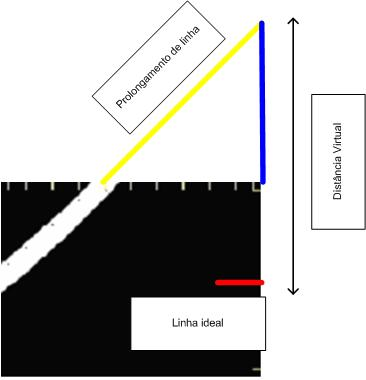 Prolongamento de linha
Distância Virtual
Linha ideal